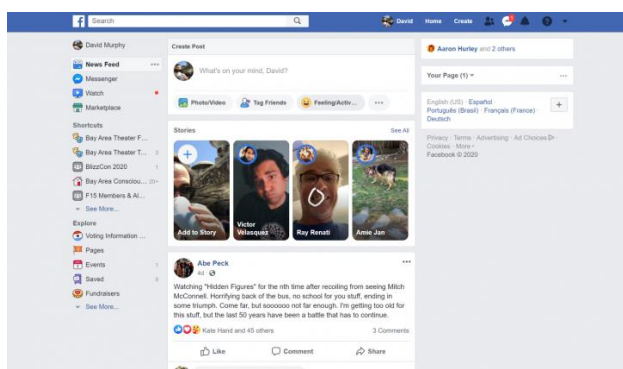 f
Search
David
Home
Create
David Murphy
News Feed
Messenger
Watch
Marketplace
Shortcuts
Bay Area Theater F...
Bay Area Theater T... 3
BlizzCon 2020 1
Bay Area Consciou... 20+
F15 Members & Al...
See More...
Explore
Voting Information ...
Pages
Events 1
Saved 9
Fundraisers
See More...
Create Post
What's on your mind, David?
Photo/Video
Tag Friends
Feeling/Activ...
Stories
See All
Add to Story
Victor
Velasquez
Ray Renati
Amie Jan
Abe Peck
4d
Watching "Hidden Figures" for the nth time after recoiling from seeing Mitch
McConnell. Horrifying back of the bus, no school for you stuff, ending in
some triumph. Come far, but soooooo not far enough. I'm getting too old for
this stuff, but the last 50 years have been a battle that has to continue.
Kate Hand and 45 others
3 Comments
Like
Comment
Share
Aaron Hurley and 2 others
Your Page (1)
English (US) · Español ·
Português (Brasil) · Français (France) ·
Deutsch
Privacy · Terms · Advertising · Ad Choices ·
Cookies · More ·
Facebook © 2020